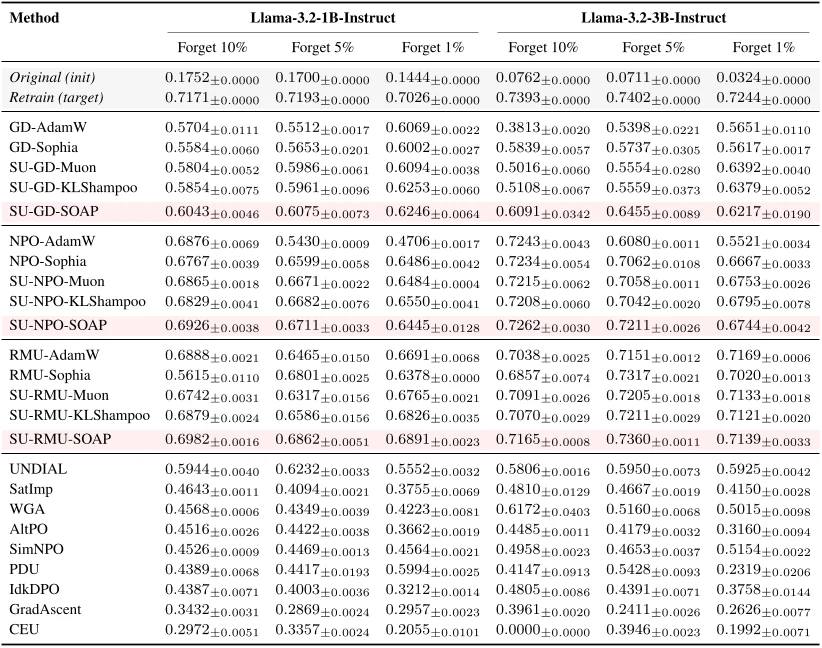 Method Llama-3.2-1B-Instruct Llama-3.2-3B-Instruct
Forget 10% Forget 5% Forget 1% Forget 10% Forget 5% Forget 1%
Original (init) 0.1752±0.0000 0.1700±0.0000 0.1444±0.0000 0.0762±0.0000 0.0711±0.0000 0.0324±0.0000
Retrain (target) 0.7171±0.0000 0.7193±0.0000 0.7026±0.0000 0.7393±0.0000 0.7402±0.0000 0.7244±0.0000
GD-AdamW 0.5704±0.0111 0.5512±0.0017 0.6069±0.0022 0.3813±0.0020 0.5398±0.0221 0.5651±0.0110
GD-Sophia 0.5584±0.0060 0.5653±0.0201 0.6002±0.0027 0.5839±0.0057 0.5737±0.0305 0.5617±0.0017
SU-GD-Muon 0.5804±0.0052 0.5986±0.0061 0.6094±0.0038 0.5016±0.0060 0.5554±0.0280 0.6392±0.0040
SU-GD-KLShampoo 0.5854±0.0075 0.5961±0.0096 0.6253±0.0060 0.5108±0.0067 0.5559±0.0373 0.6379±0.0052
SU-GD-SOAP 0.6043±0.0046 0.6075±0.0073 0.6246±0.0064 0.6091±0.0342 0.6455±0.0089 0.6217±0.0190
NPO-AdamW 0.6876±0.0069 0.5430±0.0009 0.4706±0.0017 0.7243±0.0043 0.6080±0.0011 0.5521±0.0034
NPO-Sophia 0.6767±0.0039 0.6599±0.0058 0.6486±0.0042 0.7234±0.0054 0.7062±0.0108 0.6667±0.0033
SU-NPO-Muon 0.6865±0.0018 0.6671±0.0022 0.6484±0.0004 0.7215±0.0062 0.7058±0.0011 0.6753±0.0026
SU-NPO-KLShampoo 0.6829±0.0041 0.6682±0.0076 0.6550±0.0041 0.7208±0.0060 0.7042±0.0020 0.6795±0.0078
SU-NPO-SOAP 0.6926±0.0038 0.6711±0.0033 0.6445±0.0128 0.7262±0.0030 0.7211±0.0026 0.6744±0.0042
RMU-AdamW 0.6888±0.0021 0.6465±0.0150 0.6691±0.0068 0.7038±0.0025 0.7151±0.0012 0.7169±0.0006
RMU-Sophia 0.5615±0.0110 0.6801±0.0025 0.6378±0.0000 0.6857±0.0074 0.7317±0.0021 0.7020±0.0013
SU-RMU-Muon 0.6742±0.0031 0.6317±0.0156 0.6765±0.0021 0.7091±0.0026 0.7205±0.0018 0.7133±0.0018
SU-RMU-KLShampoo 0.6879±0.0024 0.6586±0.0156 0.6826±0.0035 0.7070±0.0029 0.7211±0.0029 0.7121±0.0020
SU-RMU-SOAP 0.6982±0.0016 0.6862±0.0051 0.6891±0.0023 0.7165±0.0008 0.7360±0.0011 0.7139±0.0033
UNDIAL 0.5944±0.0040 0.6232±0.0033 0.5552±0.0032 0.5806±0.0016 0.5950±0.0073 0.5925±0.0042
SatImp 0.4643±0.0011 0.4094±0.0021 0.3755±0.0069 0.4810±0.0129 0.4667±0.0019 0.4150±0.0028
WGA 0.4568±0.0006 0.4349±0.0039 0.4223±0.0081 0.6172±0.0403 0.5160±0.0068 0.5015±0.0098
AltPO 0.4516±0.0026 0.4422±0.0038 0.3662±0.0019 0.4485±0.0011 0.4179±0.0032 0.3160±0.0094
SimNPO 0.4526±0.0009 0.4469±0.0013 0.4564±0.0021 0.4958±0.0023 0.4653±0.0037 0.5154±0.0022
PDU 0.4389±0.0068 0.4417±0.0193 0.5994±0.0025 0.4147±0.0913 0.5428±0.0093 0.2319±0.0206
IdkDPO 0.4387±0.0071 0.4003±0.0036 0.3212±0.0014 0.4805±0.0086 0.4391±0.0071 0.3758±0.0144
GradAscent 0.3432±0.0031 0.2869±0.0024 0.2957±0.0023 0.3961±0.0020 0.2411±0.0026 0.2626±0.0077
CEU 0.2972±0.0051 0.3357±0.0024 0.2055±0.0101 0.0000±0.0000 0.3946±0.0023 0.1992±0.0071